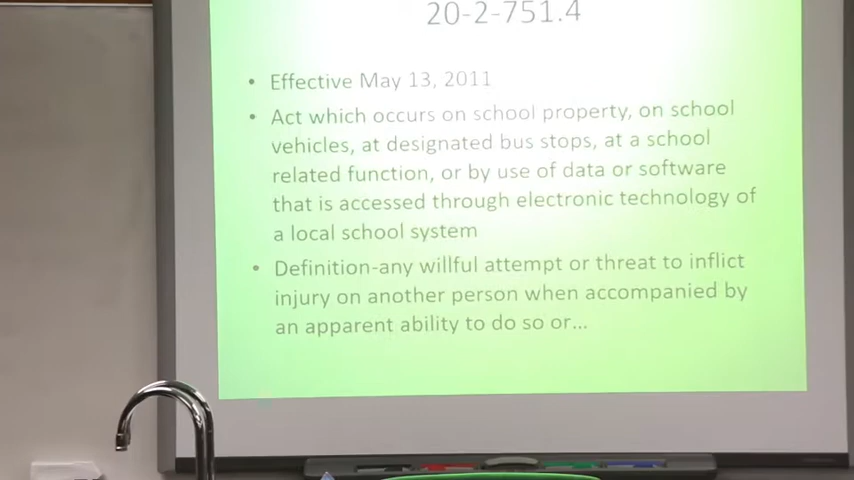 20-2-751.4
• Effective May 13, 2011
• Act which occurs on school property, on school
vehicles, at designated bus stops, at a school
related function, or by use of data or software
that is accessed through electronic technology of
a local school system
• Definition-any willful attempt or threat to inflict
injury on another person when accompanied by
an apparent ability to do so or...